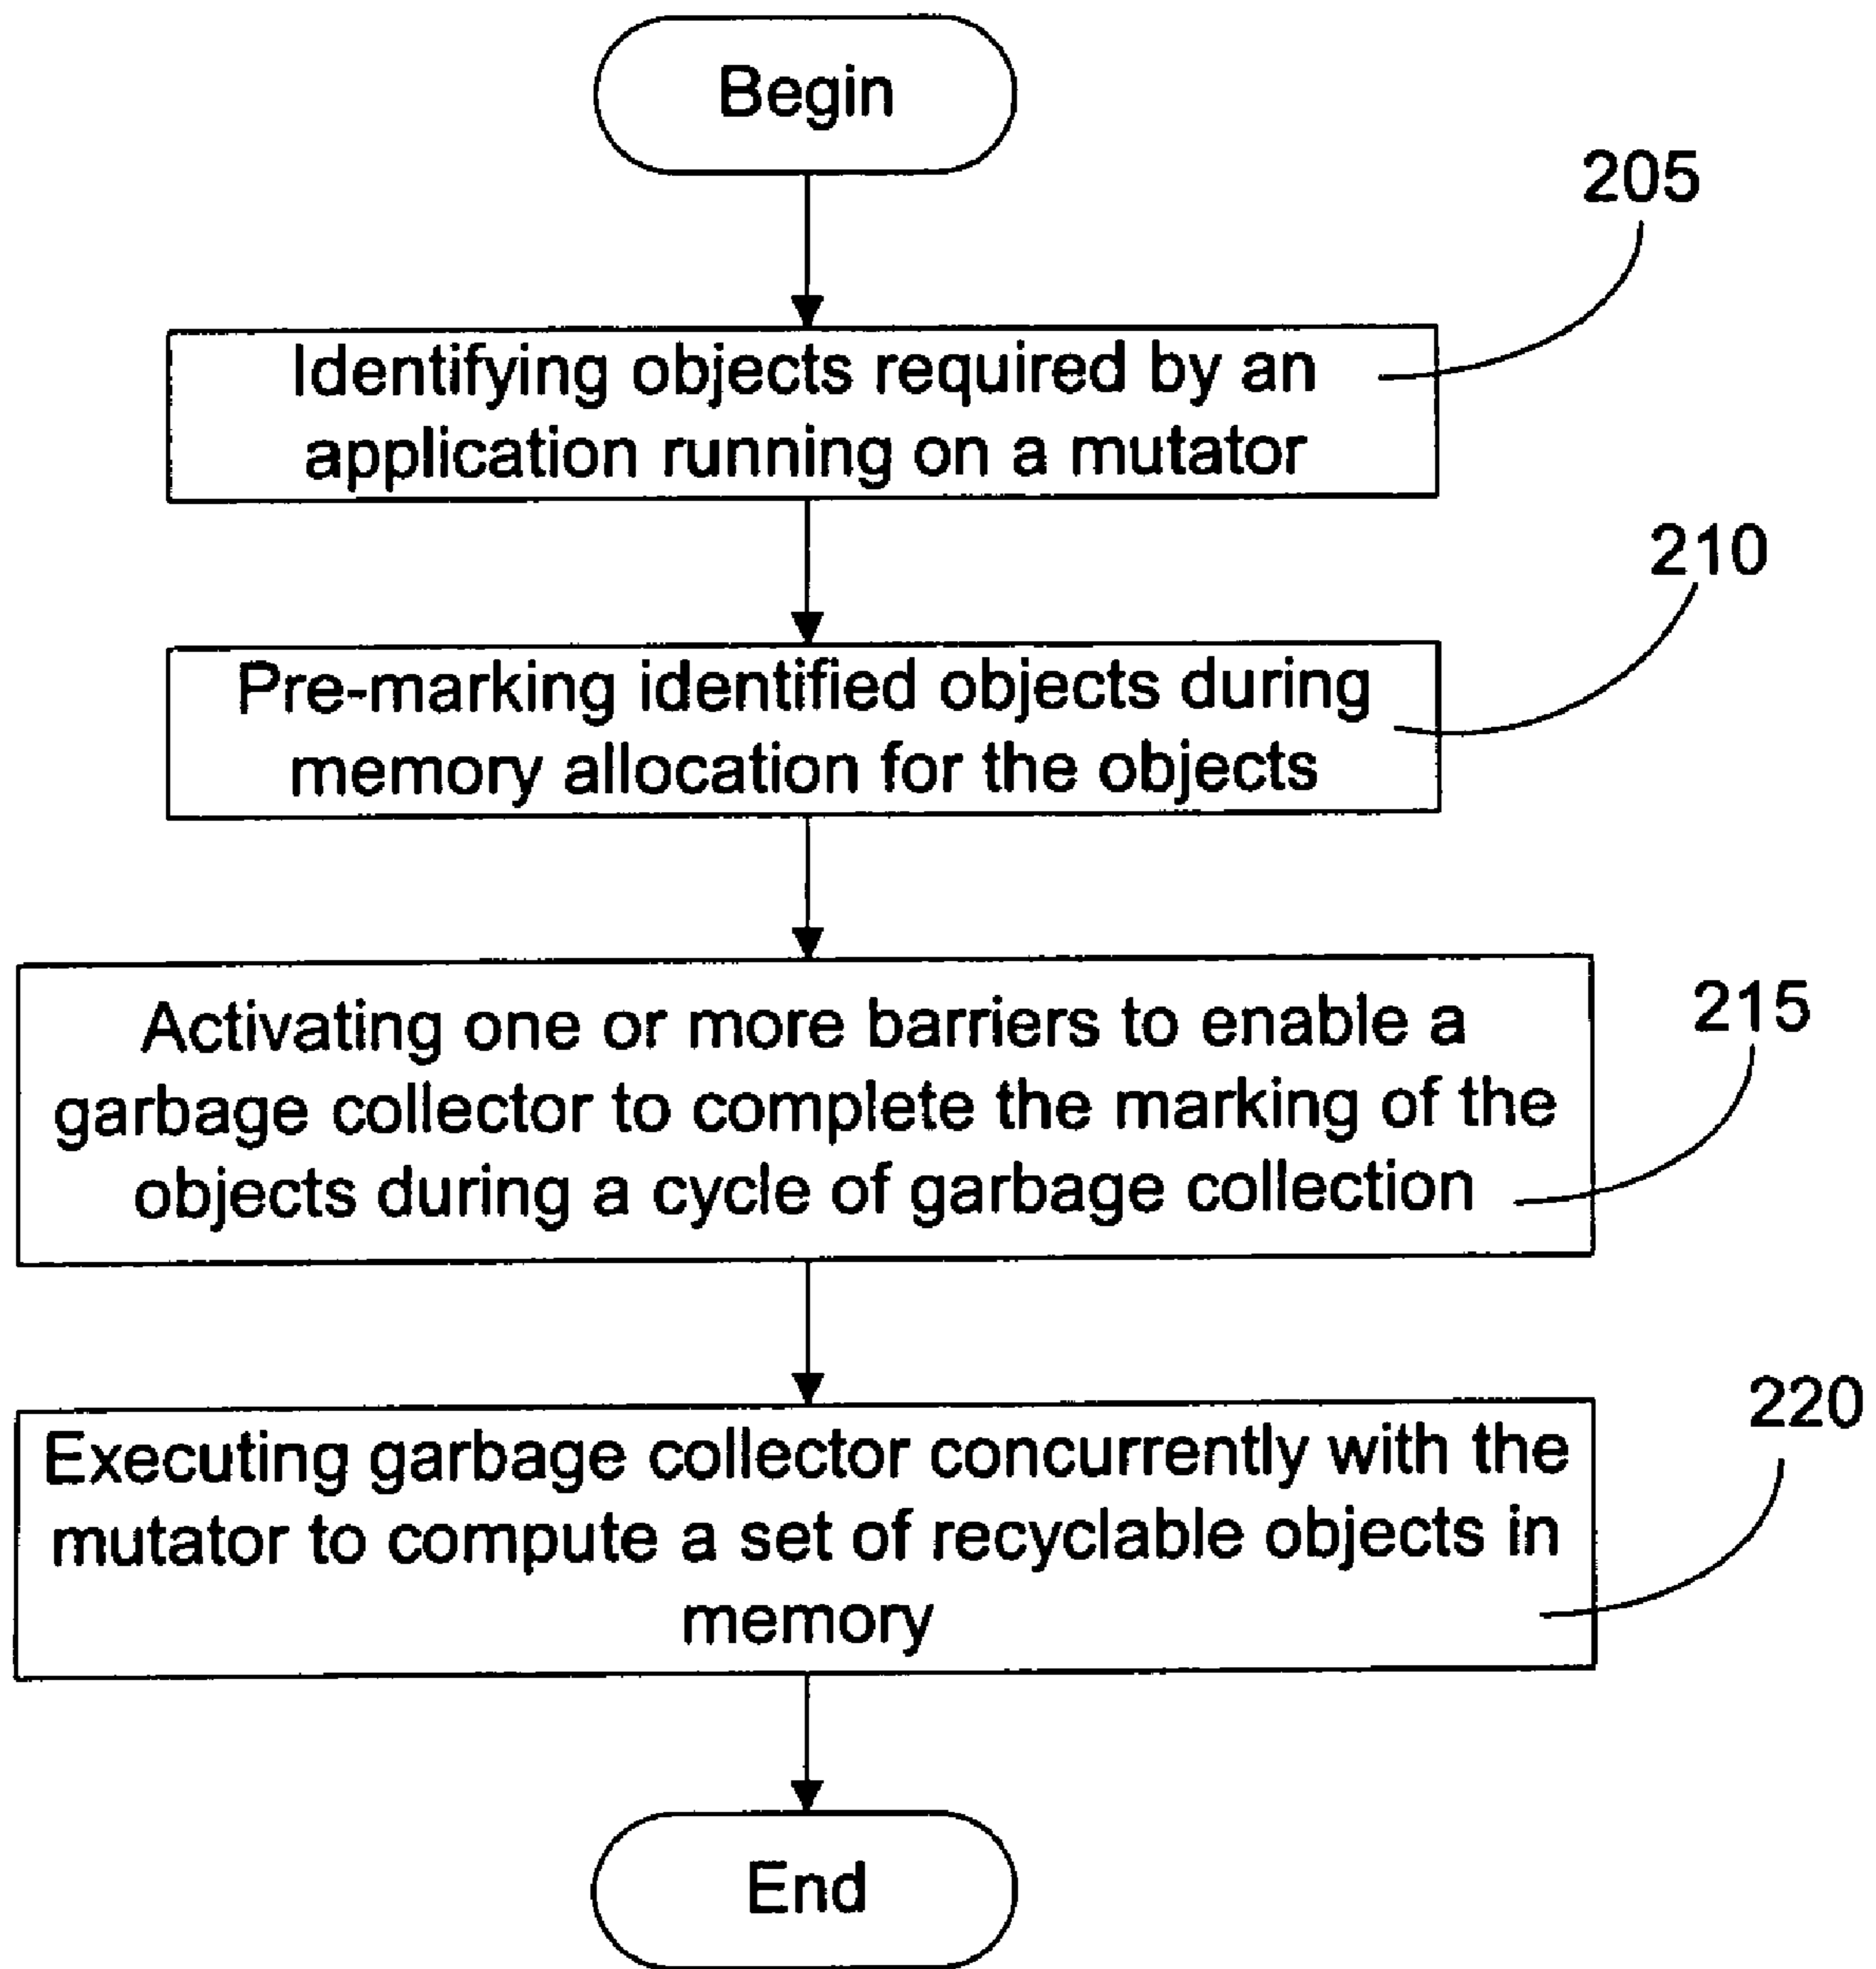 Begin
205
Identifying objects required by an
application running on a mutator
210
Pre-marking identified objects during
memory allocation for the objects
215
Activating one or more barriers to enable a
garbage collector to complete the marking of the
objects during a cycle of garbage collection
220
Executing garbage collector concurrently with the
mutator to compute a set of recyclable objects in
memory
End